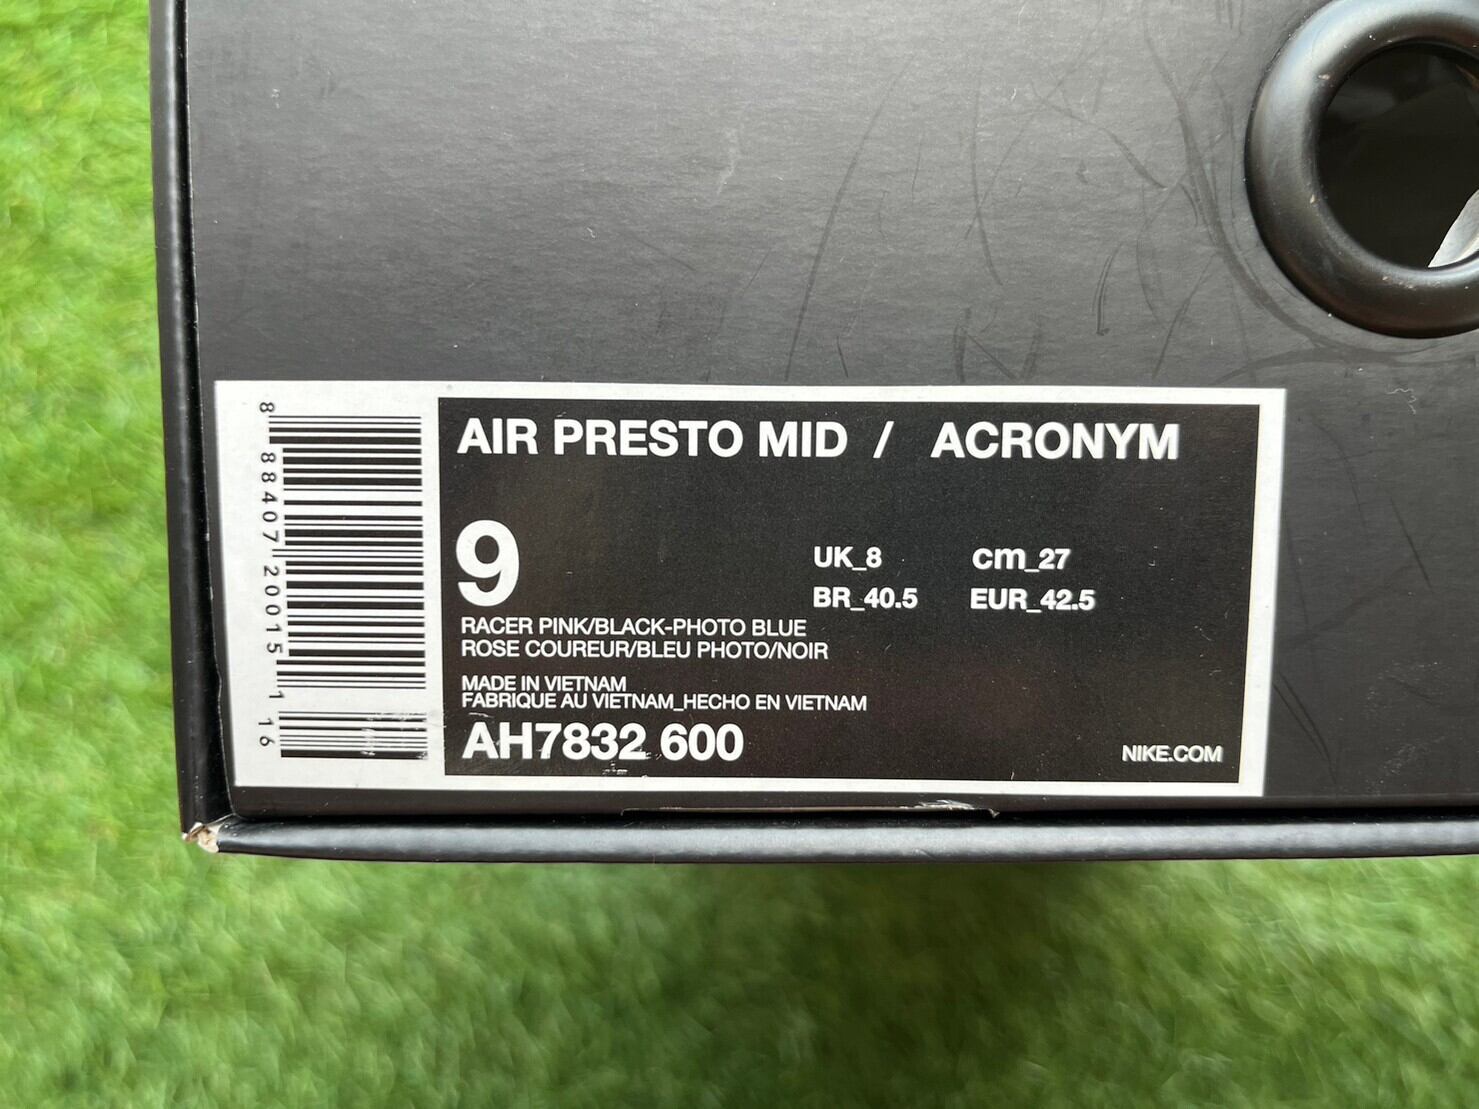 AIR PRESTO MID / ACRONYM
9
UK_8 cm_27
BR_40.5 EUR_42.5
RACER PINK/BLACK-PHOTO BLUE
ROSE COUREUR/BLEU PHOTO/NOIR
MADE IN VIETNAM
FABRIQUE AU VIETNAM_HECHO EN VIETNAM
AH7832 600
NIKE.COM
8 88407 20015 1 16